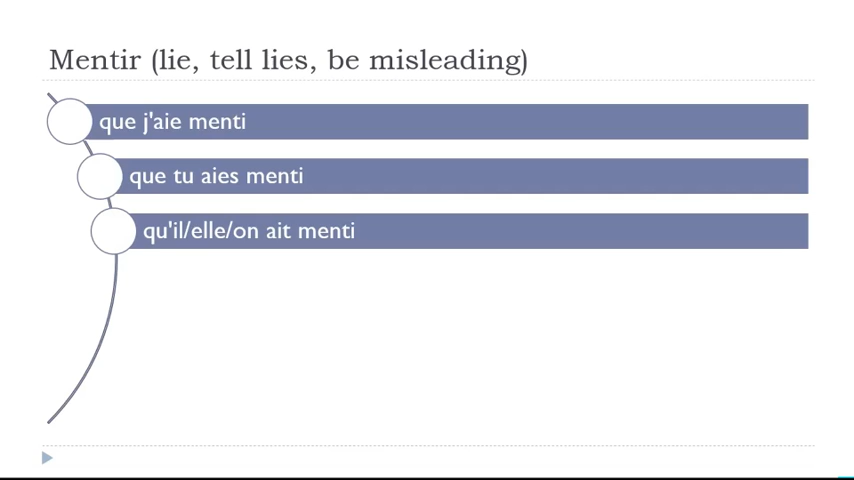 Mentir (lie, tell lies, be misleading)
que j'aie menti
que tu aies menti
qu'il/elle/on ait menti